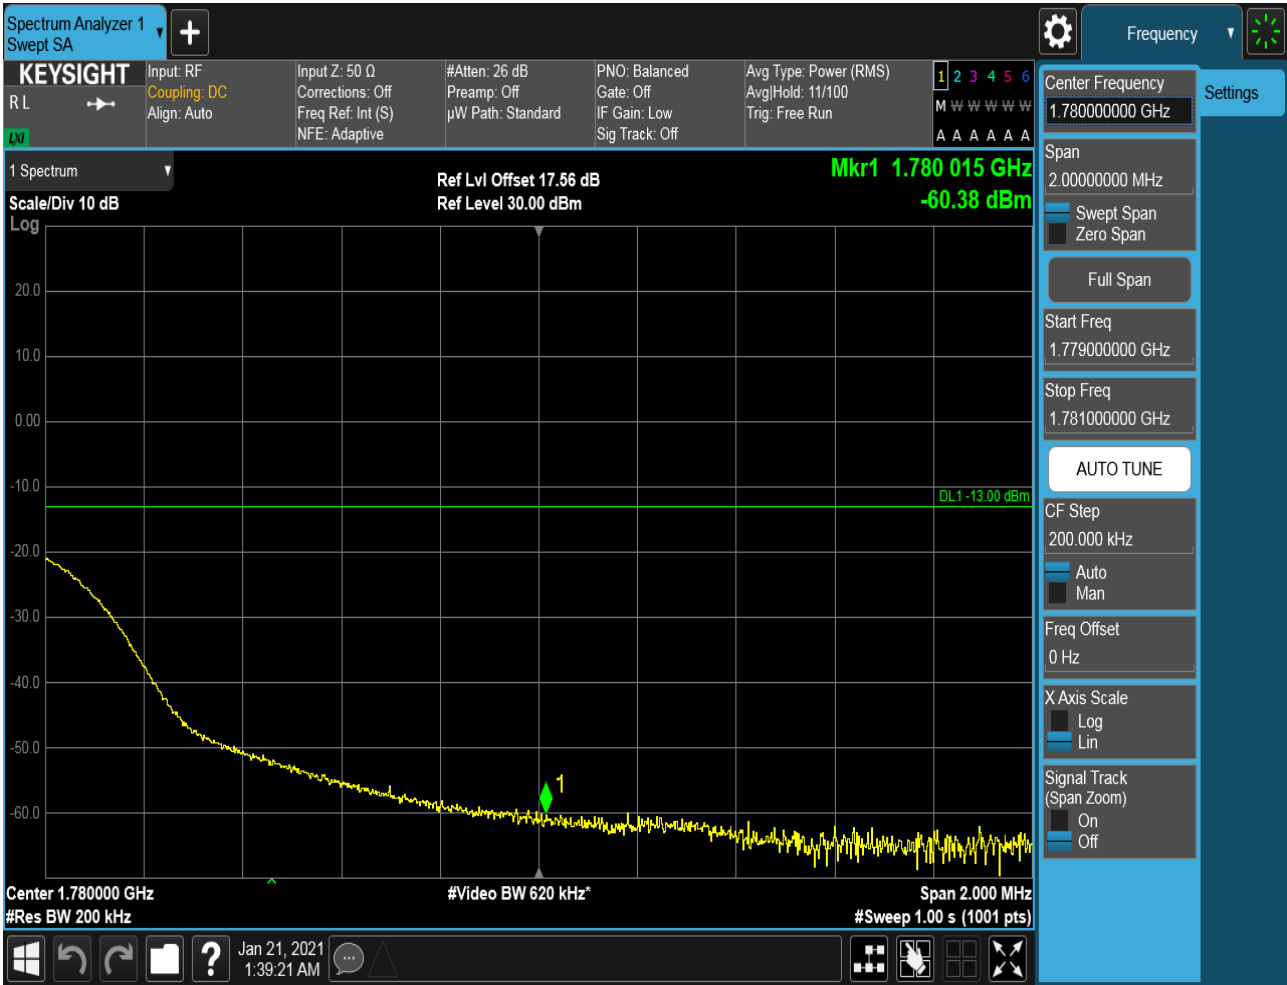 Spectrum Analyzer 1
Swept SA
Frequency
KEYSIGHT
R L
LXI
Input: RF
Coupling: DC
Align: Auto
Input Z: 50 Ω
Corrections: Off
Freq Ref: Int (S)
NFE: Adaptive
#Atten: 26 dB
Preamp: Off
µW Path: Standard
PNO: Balanced
Gate: Off
IF Gain: Low
Sig Track: Off
Avg Type: Power (RMS)
Avg|Hold: 11/100
Trig: Free Run
1 2 3 4 5 6
M W W W W W
A A A A A A
1 Spectrum
Scale/Div 10 dB
Log
Ref Lvl Offset 17.56 dB
Ref Level 30.00 dBm
Mkr1 1.780 015 GHz
-60.38 dBm
20.0
10.0
0.00
-10.0
DL1 -13.00 dBm
-20.0
-30.0
-40.0
-50.0
1
-60.0
Center 1.780000 GHz
#Video BW 620 kHz*
Span 2.000 MHz
#Res BW 200 kHz
#Sweep 1.00 s (1001 pts)
Jan 21, 2021
1:39:21 AM
?
Center Frequency
1.780000000 GHz
Settings
Span
2.00000000 MHz
Swept Span
Zero Span
Full Span
Start Freq
1.779000000 GHz
Stop Freq
1.781000000 GHz
AUTO TUNE
CF Step
200.000 kHz
Auto
Man
Freq Offset
0 Hz
X Axis Scale
Log
Lin
Signal Track
(Span Zoom)
On
Off